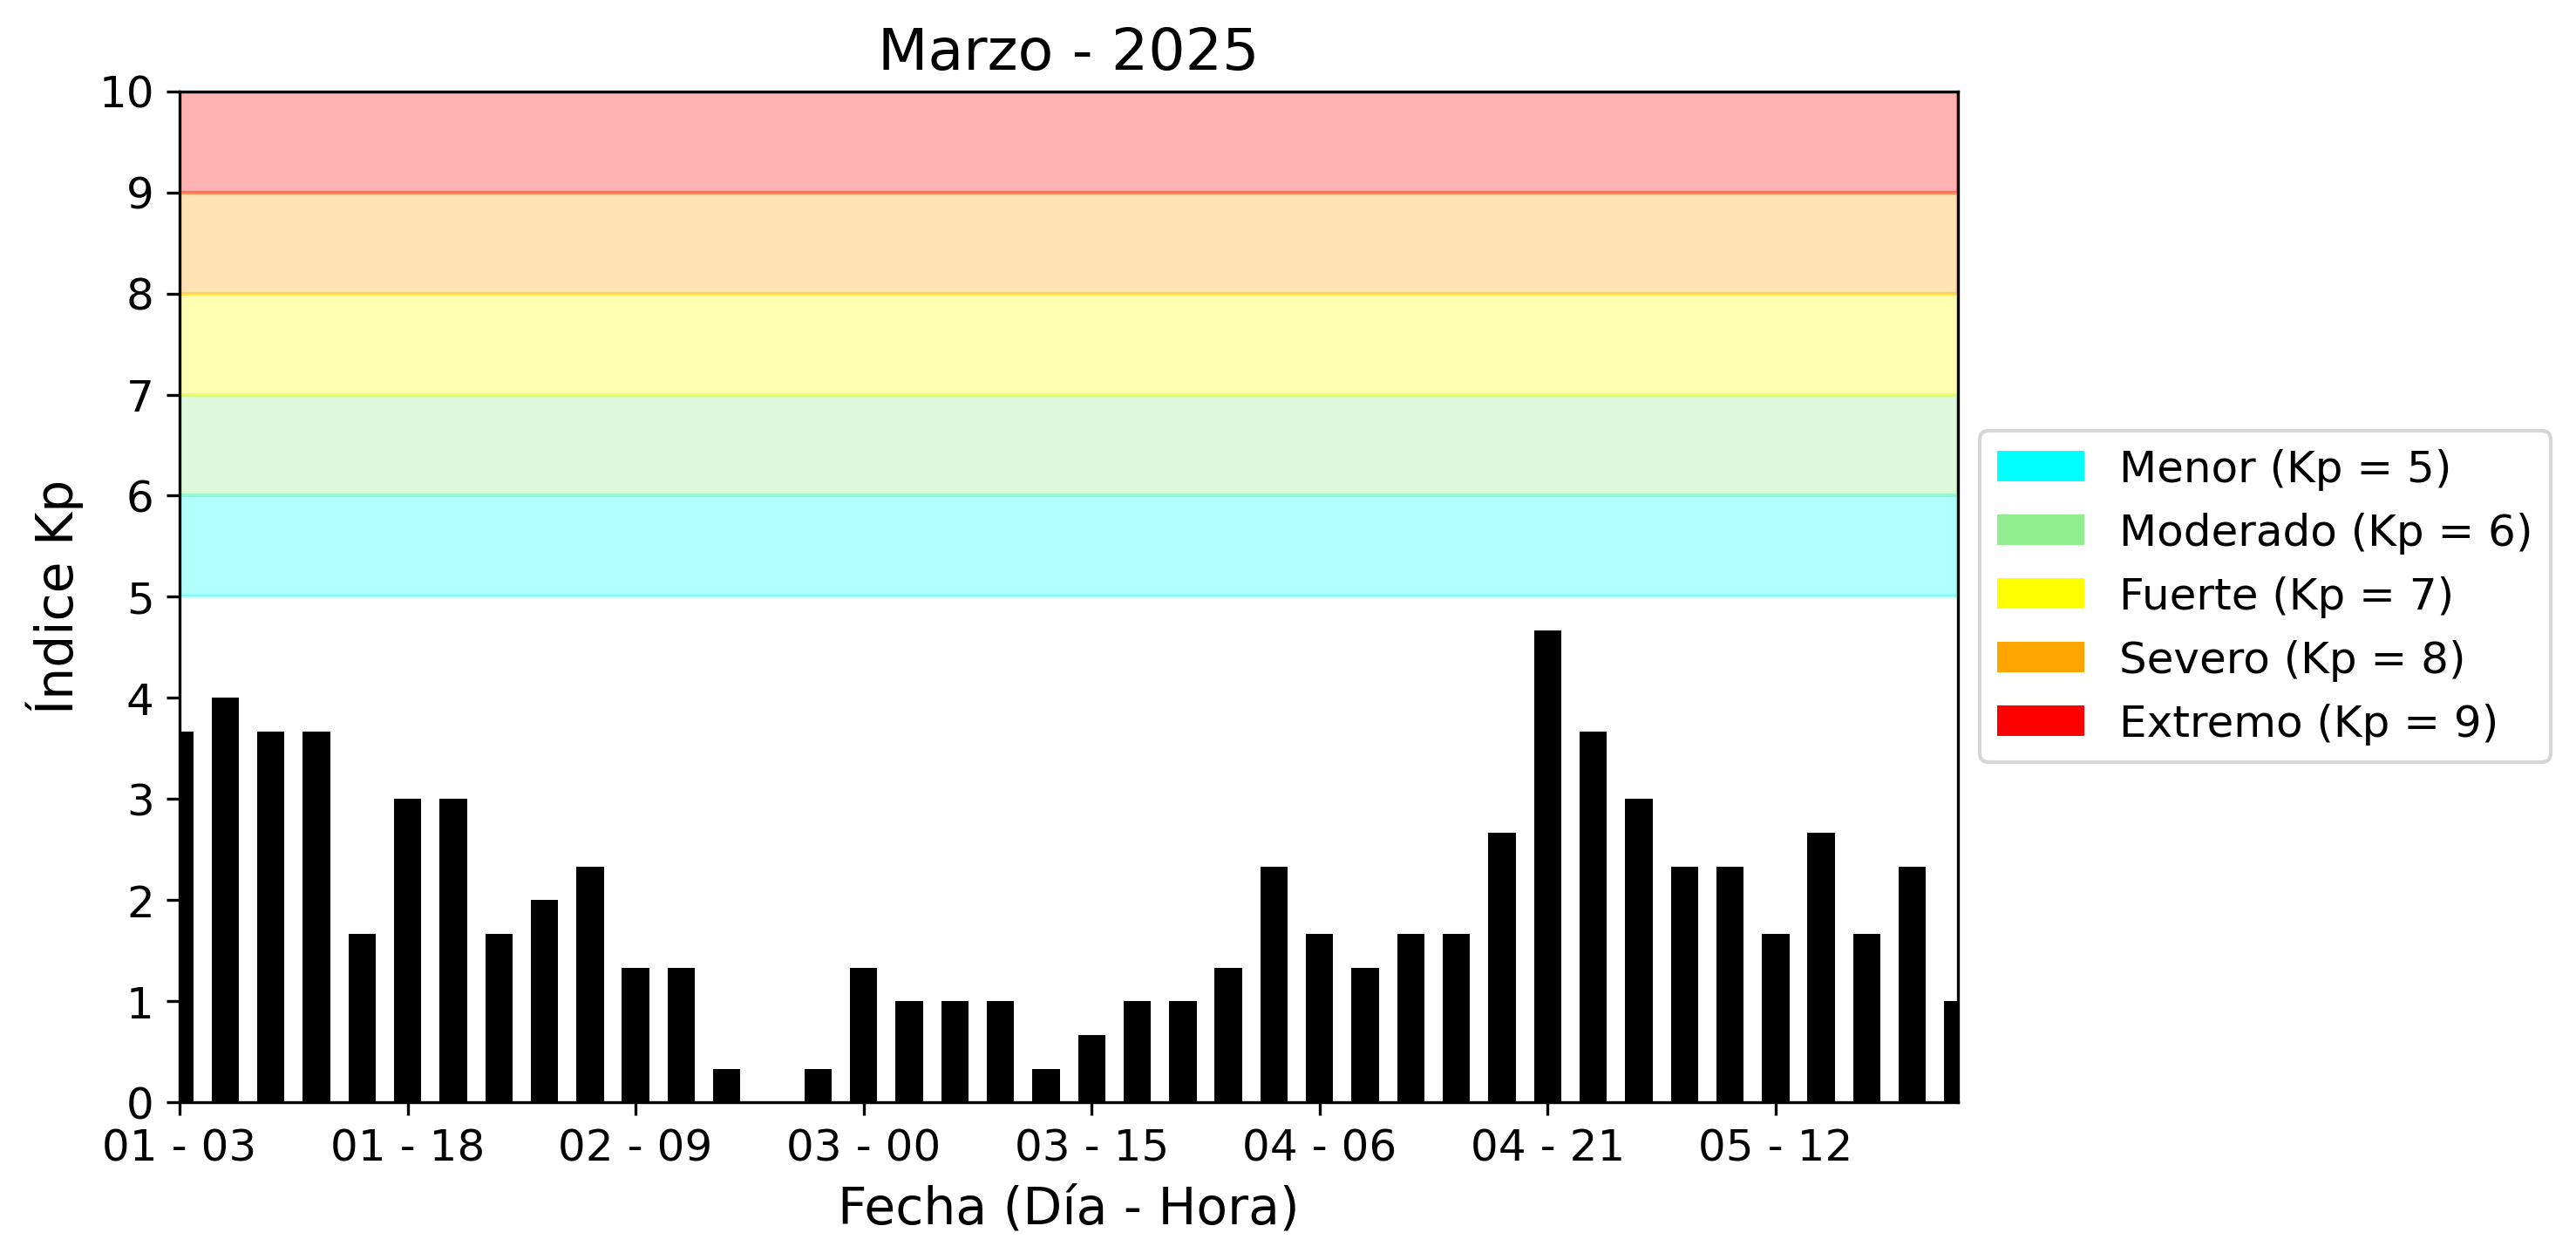 Marzo - 2025
10
9
8
7
6
5
4
3
2
1
0
Índice Kp
01 - 03
01 - 18
02 - 09
03 - 00
03 - 15
04 - 06
04 - 21
05 - 12
Fecha (Día - Hora)
Menor (Kp = 5)
Moderado (Kp = 6)
Fuerte (Kp = 7)
Severo (Kp = 8)
Extremo (Kp = 9)